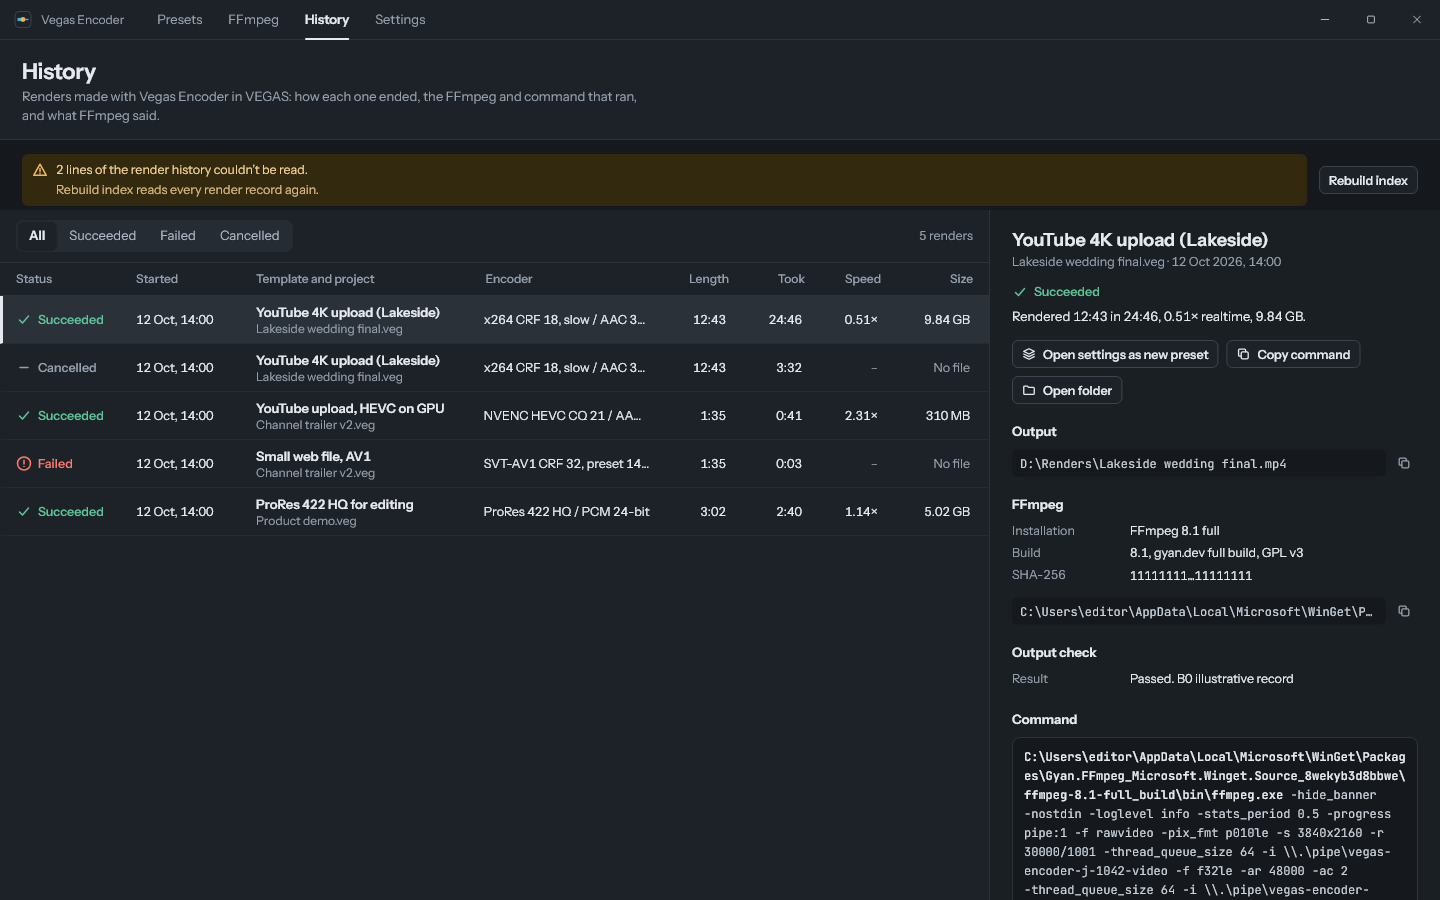 Vegas Encoder
Presets
FFmpeg
History
Settings
History
Renders made with Vegas Encoder in VEGAS: how each one ended, the FFmpeg and command that ran,
and what FFmpeg said.
2 lines of the render history couldn't be read.
Rebuild index reads every render record again.
Rebuild index
All
Succeeded
Failed
Cancelled
5 renders
Status
Started
Template and project
Encoder
Length
Took
Speed
Size
Succeeded
12 Oct, 14:00
YouTube 4K upload (Lakeside)
Lakeside wedding final.veg
x264 CRF 18, slow / AAC 3...
12:43
24:46
0.51×
9.84 GB
Cancelled
12 Oct, 14:00
YouTube 4K upload (Lakeside)
Lakeside wedding final.veg
x264 CRF 18, slow / AAC 3...
12:43
3:32
–
No file
Succeeded
12 Oct, 14:00
YouTube upload, HEVC on GPU
Channel trailer v2.veg
NVENC HEVC CQ 21 / AA...
1:35
0:41
2.31×
310 MB
Failed
12 Oct, 14:00
Small web file, AV1
Channel trailer v2.veg
SVT-AV1 CRF 32, preset 14...
1:35
0:03
–
No file
Succeeded
12 Oct, 14:00
ProRes 422 HQ for editing
Product demo.veg
ProRes 422 HQ / PCM 24-bit
3:02
2:40
1.14×
5.02 GB
YouTube 4K upload (Lakeside)
Lakeside wedding final.veg · 12 Oct 2026, 14:00
Succeeded
Rendered 12:43 in 24:46, 0.51× realtime, 9.84 GB.
Open settings as new preset
Copy command
Open folder
Output
D:\Renders\Lakeside wedding final.mp4
FFmpeg
Installation
FFmpeg 8.1 full
Build
8.1, gyan.dev full build, GPL v3
SHA-256
11111111…11111111
C:\Users\editor\AppData\Local\Microsoft\WinGet\P…
Output check
Result
Passed. B0 illustrative record
Command
C:\Users\editor\AppData\Local\Microsoft\WinGet\Packag
es\Gyan.FFmpeg_Microsoft.Winget.Source_8wekyb3d8bbwe\
ffmpeg-8.1-full_build\bin\ffmpeg.exe -hide_banner
-nostdin -loglevel info -stats_period 0.5 -progress
pipe:1 -f rawvideo -pix_fmt p010le -s 3840x2160 -r
30000/1001 -thread_queue_size 64 -i \\.\pipe\vegas-
encoder-j-1042-video -f f32le -ar 48000 -ac 2
-thread_queue_size 64 -i \\.\pipe\vegas-encoder-